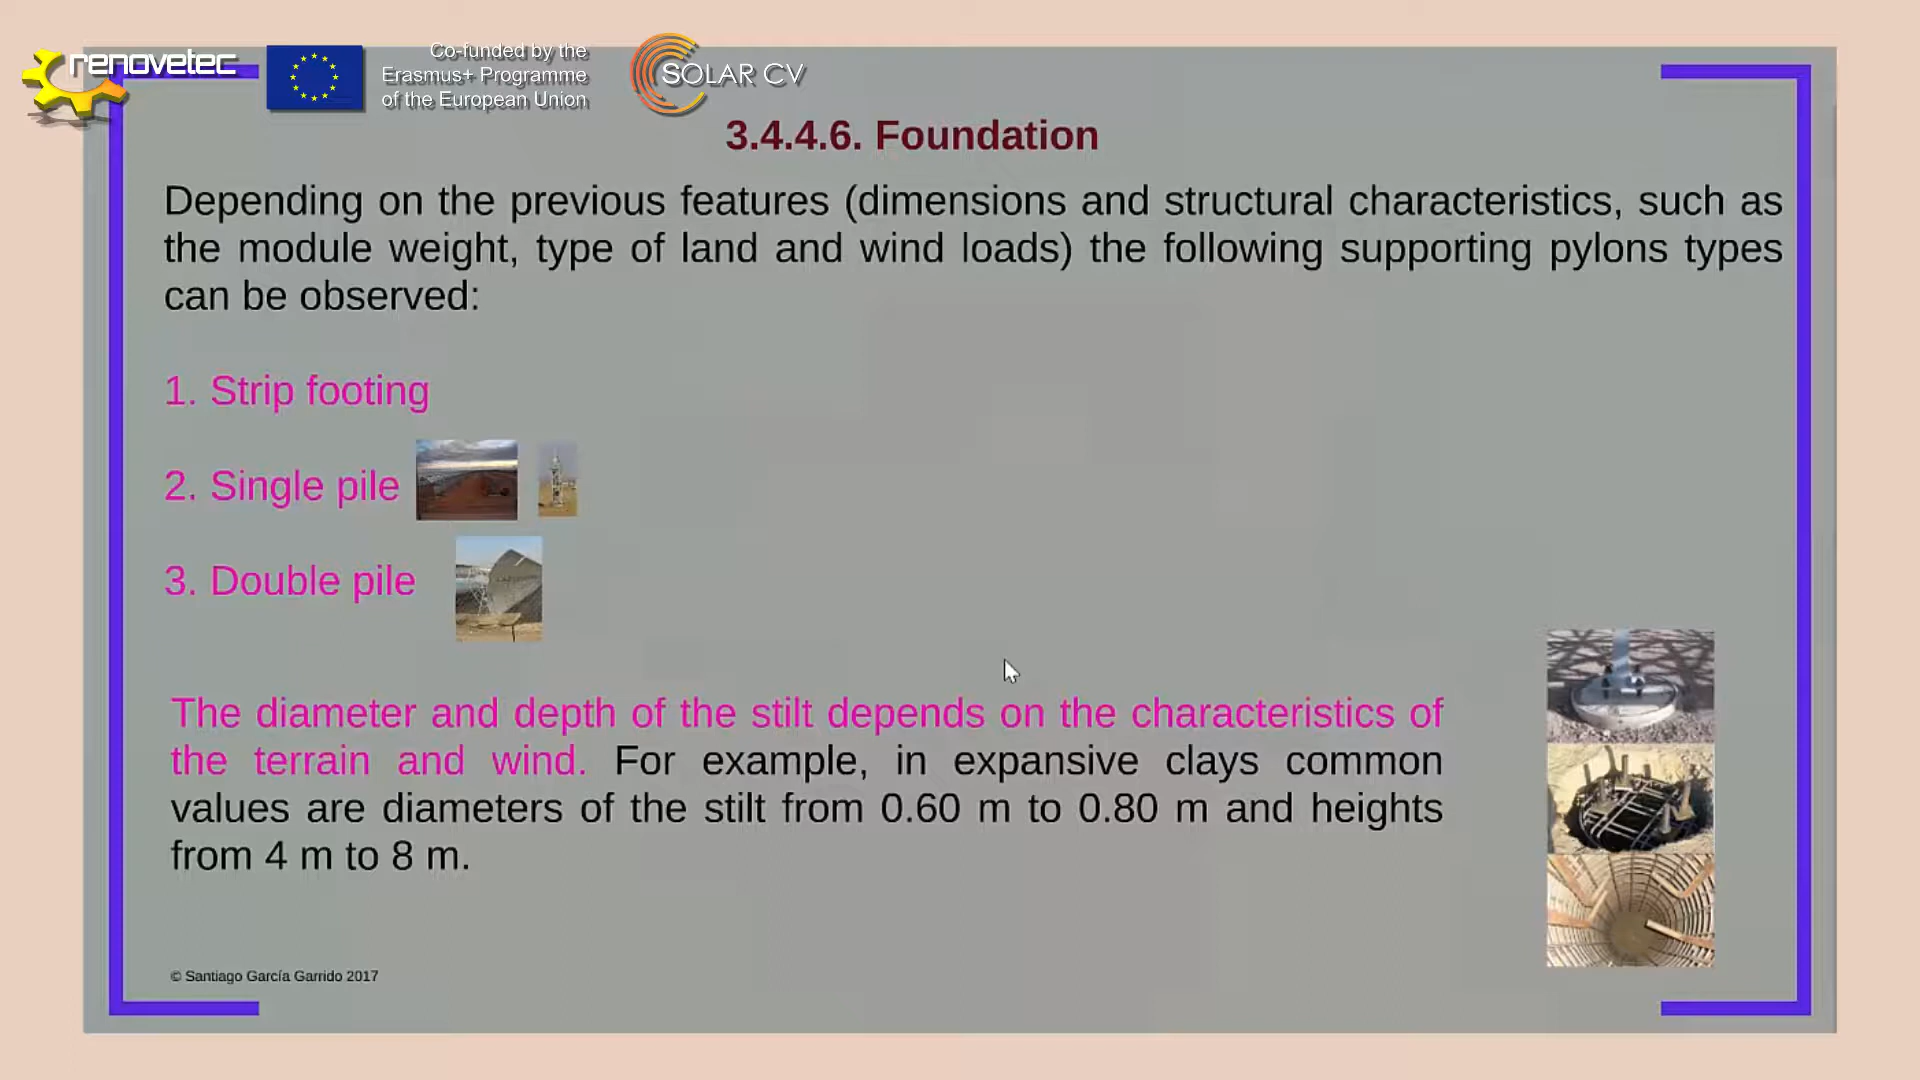 renovetec
Co-funded by the
Erasmus+ Programme
of the European Union
SOLAR CV
3.4.4.6. Foundation
Depending on the previous features (dimensions and structural characteristics, such as
the module weight, type of land and wind loads) the following supporting pylons types
can be observed:
1. Strip footing
2. Single pile
3. Double pile
The diameter and depth of the stilt depends on the characteristics of
the terrain and wind. For example, in expansive clays common
values are diameters of the stilt from 0.60 m to 0.80 m and heights
from 4 m to 8 m.
© Santiago García Garrido 2017